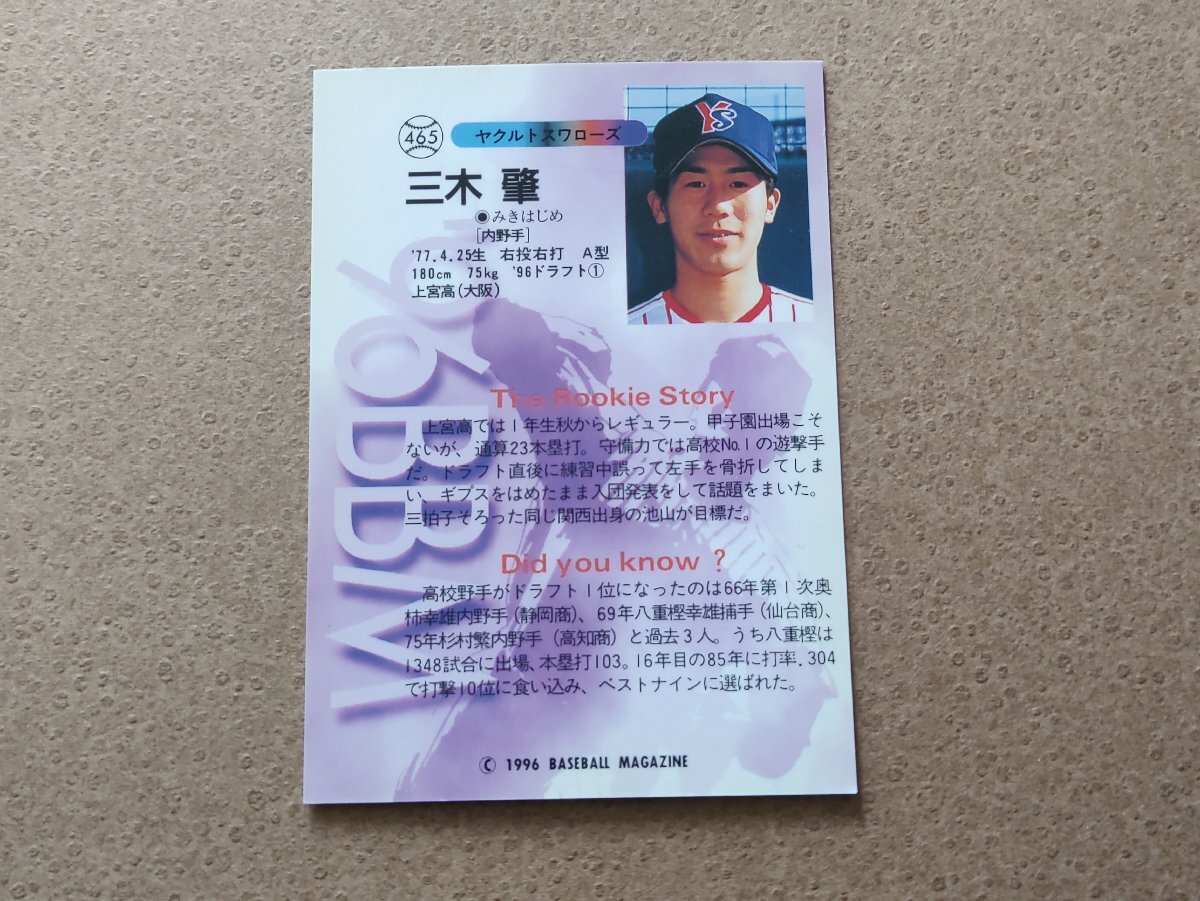 465
ヤクルトスワローズ
Ys
三木 肇
◉みきはじめ
[内野手]
'77.4.25生 右投右打 A型
180cm 75kg '96ドラフト①
上宮高(大阪)
'96BBM
The Rookie Story
上宮高では1年生秋からレギュラー。甲子園出場こそ
ないが、通算23本塁打。守備力では高校No.1の遊撃手
だ。ドラフト直後に練習中誤って左手を骨折してしま
い、ギプスをはめたまま入団発表をして話題をまいた。
三拍子そろった同じ関西出身の池山が目標だ。
Did you know ?
高校野手がドラフト1位になったのは66年第1次奥
柿幸雄内野手(静岡商)、69年八重樫幸雄捕手(仙台商)、
75年杉村繁内野手(高知商)と過去3人。うち八重樫は
1348試合に出場、本塁打103。16年目の85年に打率.304
で打撃10位に食い込み、ベストナインに選ばれた。
© 1996 BASEBALL MAGAZINE